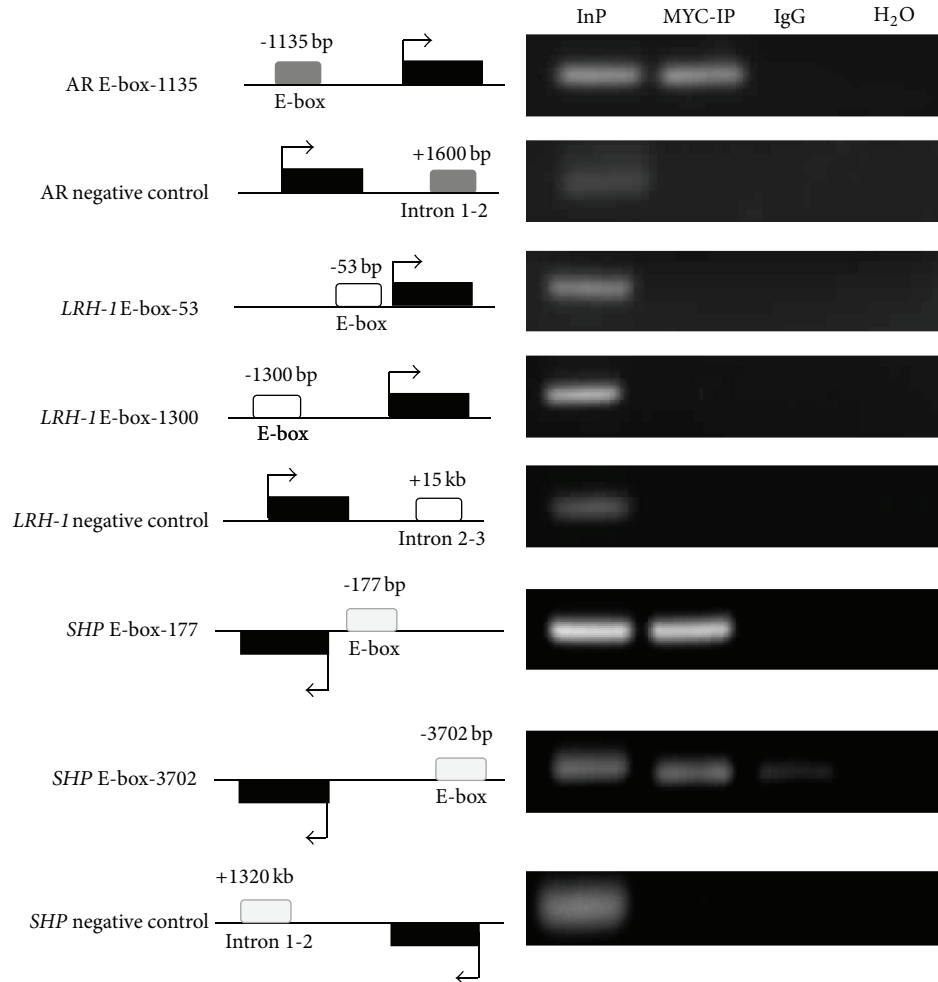 InP MYC-IP IgG H₂O
-1135 bp
AR E-box-1135
E-box
+1600 bp
AR negative control
Intron 1-2
-53 bp
LRH-1 E-box-53
E-box
-1300 bp
LRH-1 E-box-1300
E-box
+15 kb
LRH-1 negative control
Intron 2-3
-177 bp
SHP E-box-177
E-box
-3702 bp
SHP E-box-3702
E-box
+1320 kb
SHP negative control
Intron 1-2